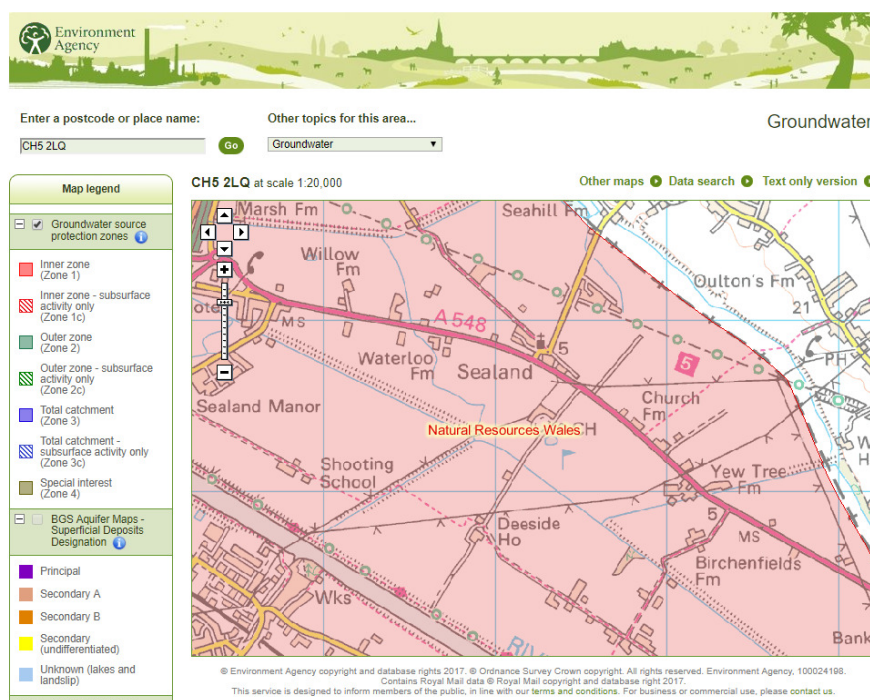 Environment
Agency
Enter a postcode or place name:
Other topics for this area...
Groundwater
CH5 2LQ
Go
Groundwater
Map legend
CH5 2LQ at scale 1:20,000
Other maps
Data search
Text only version
Groundwater source
protection zones
Inner zone
(Zone 1)
Inner zone - subsurface
activity only
(Zone 1c)
Outer zone
(Zone 2)
Outer zone - subsurface
activity only
(Zone 2c)
Total catchment
(Zone 3)
Total catchment -
subsurface activity only
(Zone 3c)
Special interest
(Zone 4)
BGS Aquifer Maps -
Superficial Deposits
Designation
Principal
Secondary A
Secondary B
Secondary
(undifferentiated)
Unknown (lakes and
landslip)
Marsh Fm
Seahill Fm
Willow
Fm
Oulton's Fm
21
MS
A 548
5
PH
Waterloo
Fm
Sealand
5
Sealand Manor
Church
Fm
Natural Resources Wales
CH
Shooting
School
Yew Tree
Fm
Deeside
Ho
5
MS
Birchenfields
Fm
Wks
RIV
Bank
© Environment Agency copyright and database rights 2017. © Ordnance Survey Crown copyright. All rights reserved. Environment Agency, 100024198.
Contains Royal Mail data © Royal Mail copyright and database right 2017.
This service is designed to inform members of the public, in line with our terms and conditions. For business or commercial use, please contact us.